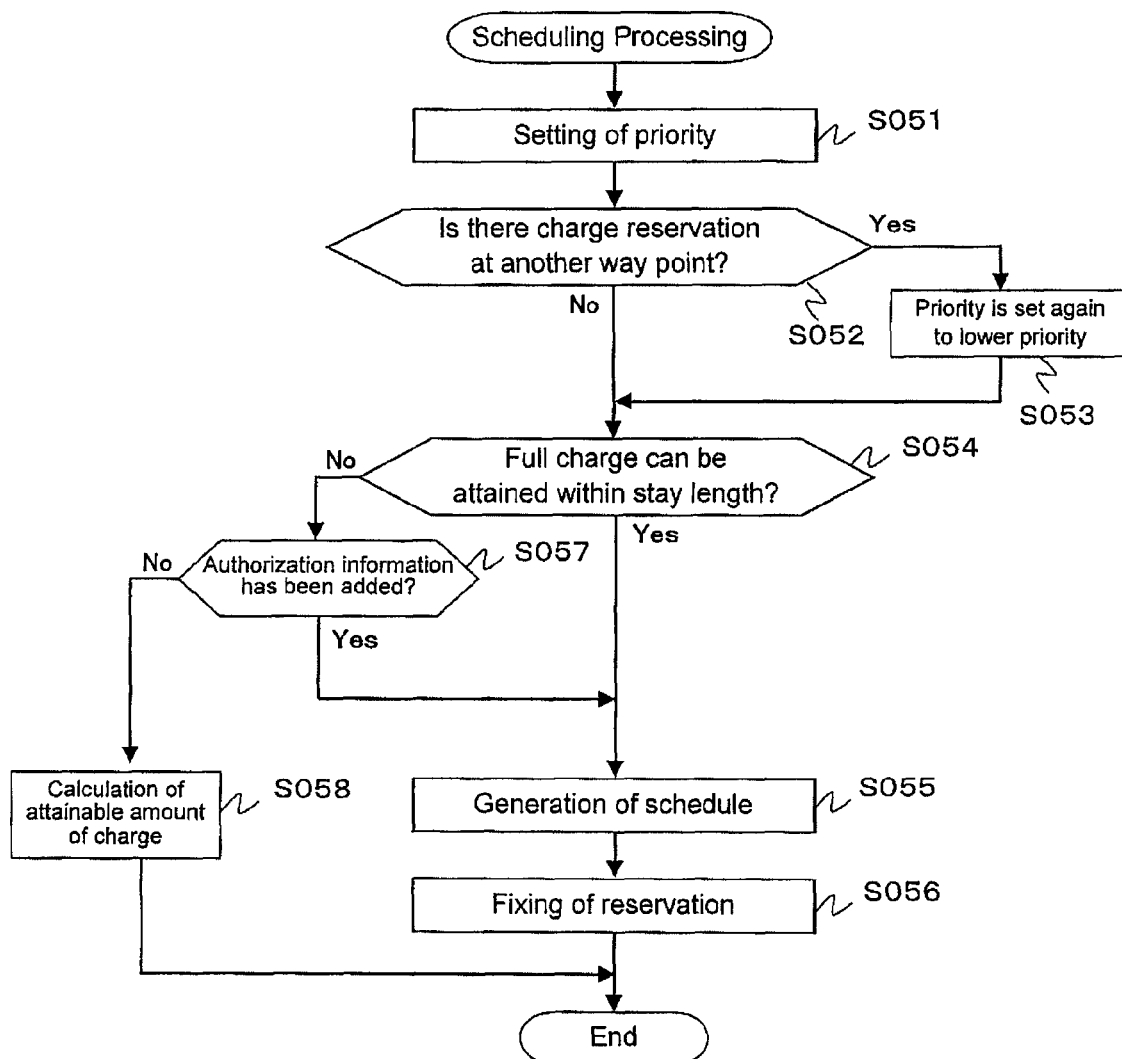 Scheduling Processing
Setting of priority
S051
Is there charge reservation
at another way point?
Yes
No
S052
Priority is set again
to lower priority
S053
Full charge can be
attained within stay length?
S054
No
Yes
Authorization information
has been added?
S057
No
Yes
Calculation of
attainable amount
of charge
S058
Generation of schedule
S055
Fixing of reservation
S056
End